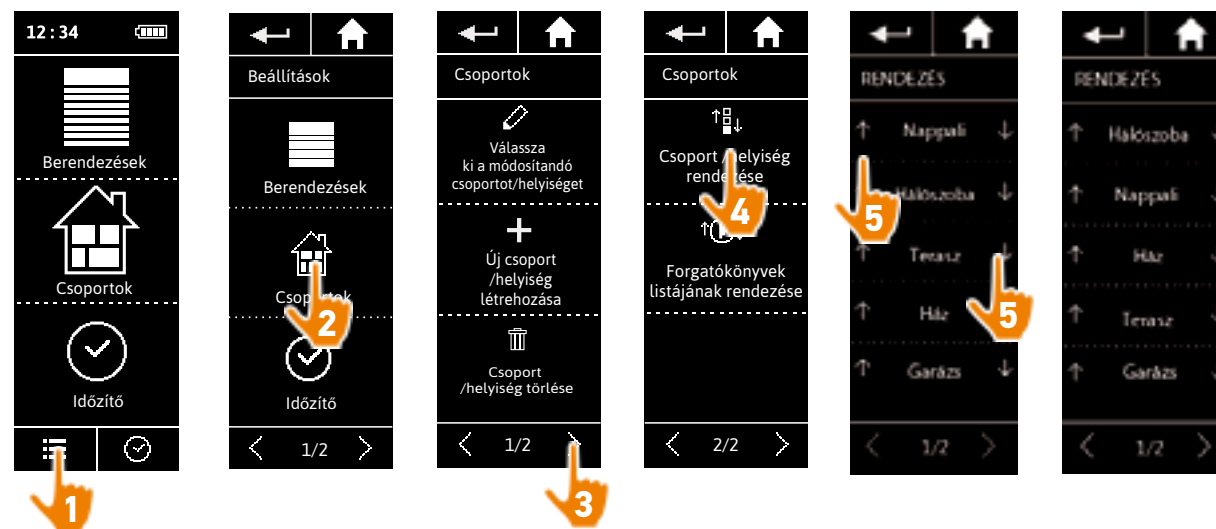 12:34
Berendezések
Csoportok
Időzítő
1
Beállítások
Berendezések
Csoportok
2
Időzítő
1/2
Csoportok
Válassza
ki a módosítandó
csoportot/helyiséget
Új csoport
/helyiség
létrehozása
Csoport
/helyiség törlése
1/2
3
Csoportok
Csoport /helyiség
rendezése
4
Forgatókönyvek
listájának rendezése
2/2
RENDEZÉS
Nappali
Hálószoba
5
Terasz
Ház
5
Garázs
1/2
RENDEZÉS
Hálószoba
Nappali
Ház
Terasz
Garázs
1/2